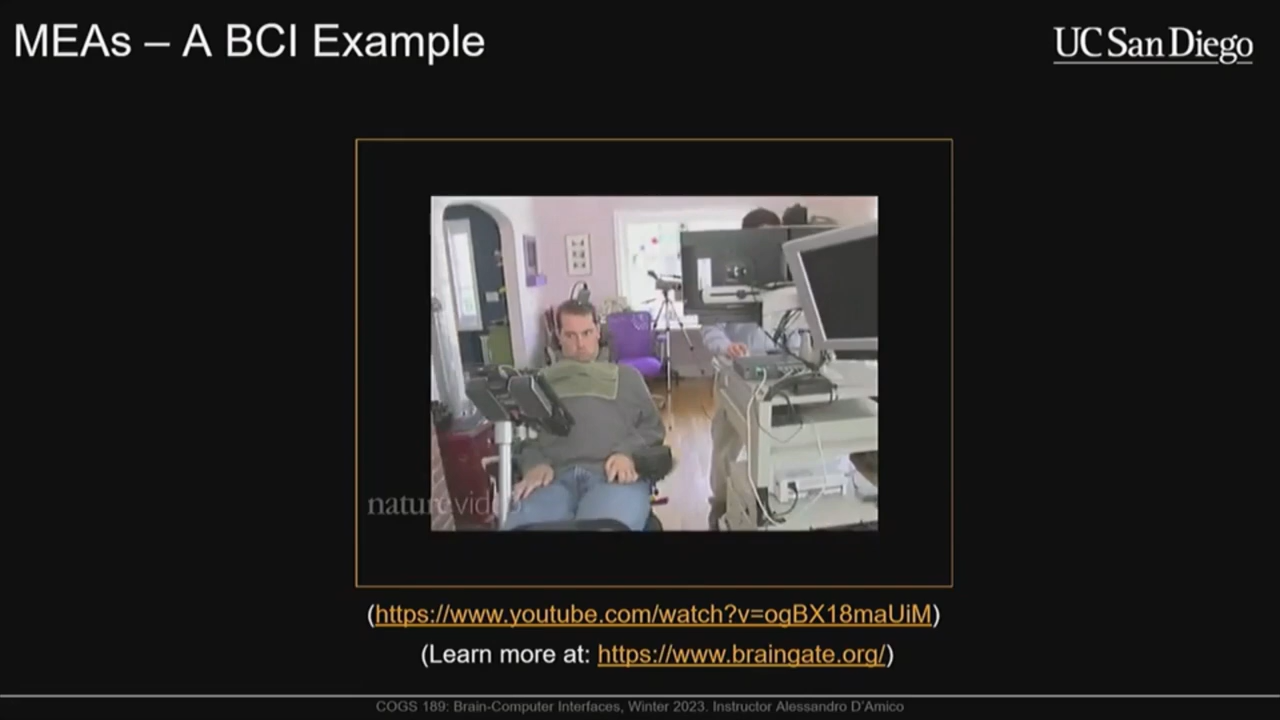 MEAs – A BCI Example
UC San Diego
nature video
(https://www.youtube.com/watch?v=ogBX18maUiM)
(Learn more at: https://www.braingate.org/)
COGS 189: Brain-Computer Interfaces, Winter 2023. Instructor Alessandro D'Amico